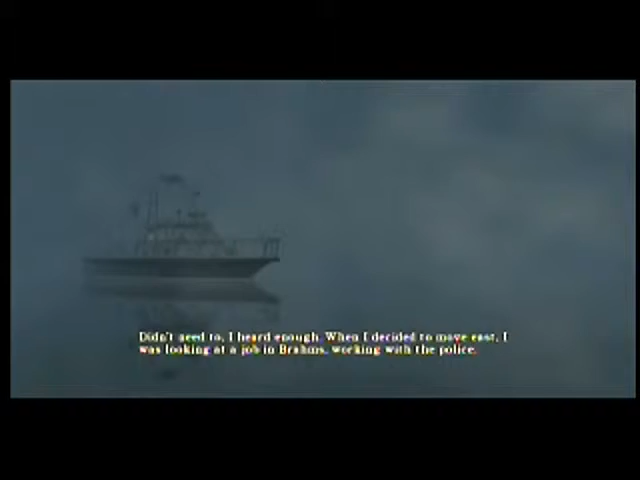 Didn't need to, I heard enough. When I decided to move east, I
was looking at a job in Brahms, working with the police.